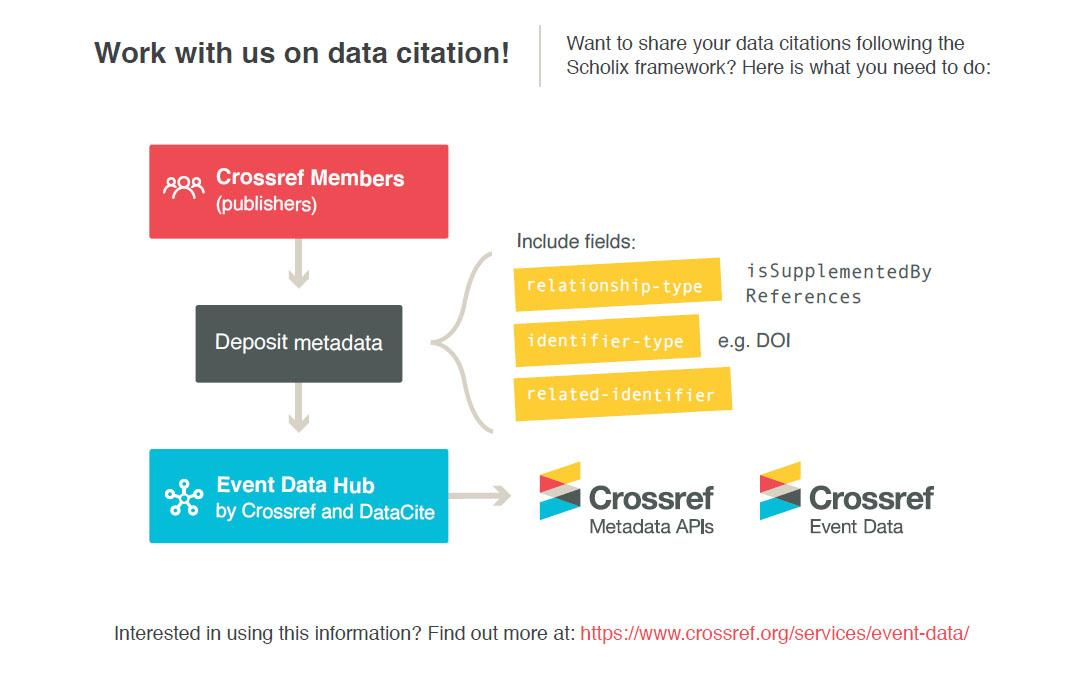 Work with us on data citation!
Want to share your data citations following the
Scholix framework? Here is what you need to do:
Crossref Members
(publishers)
Deposit metadata
Include fields:
relationship-type
isSupplementedBy
References
identifier-type
e.g. DOI
related-identifier
Event Data Hub
by Crossref and DataCite
Crossref
Metadata APIs
Crossref
Event Data
Interested in using this information? Find out more at: https://www.crossref.org/services/event-data/